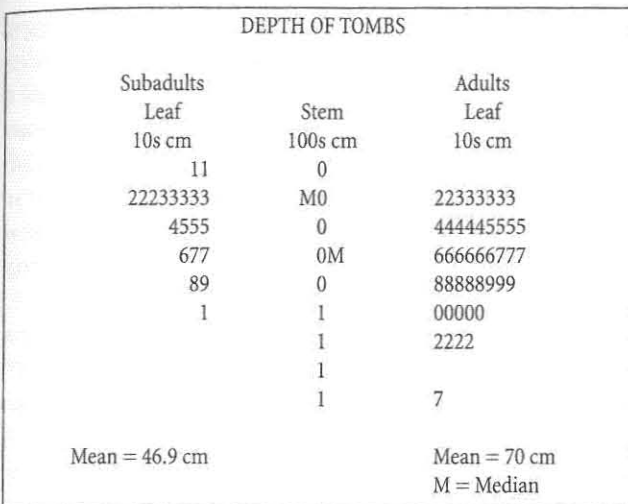 DEPTH OF TOMBS
Subadults Adults
Leaf Stem Leaf
10s cm 100s cm 10s cm
11 0
22233333 M0 22333333
4555 0 444445555
677 0M 666666777
89 0 88888999
1 1 00000
1 2222
1
1 7
Mean = 46.9 cm Mean = 70 cm
M = Median